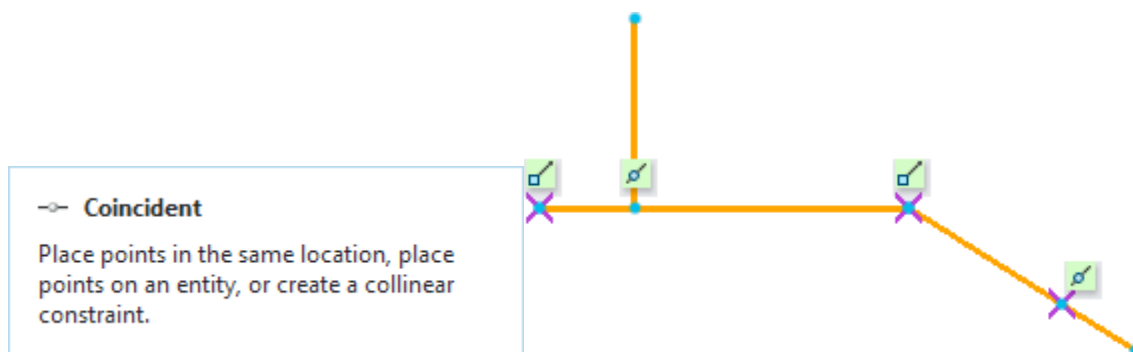 Coincident
Place points in the same location, place
points on an entity, or create a collinear
constraint.